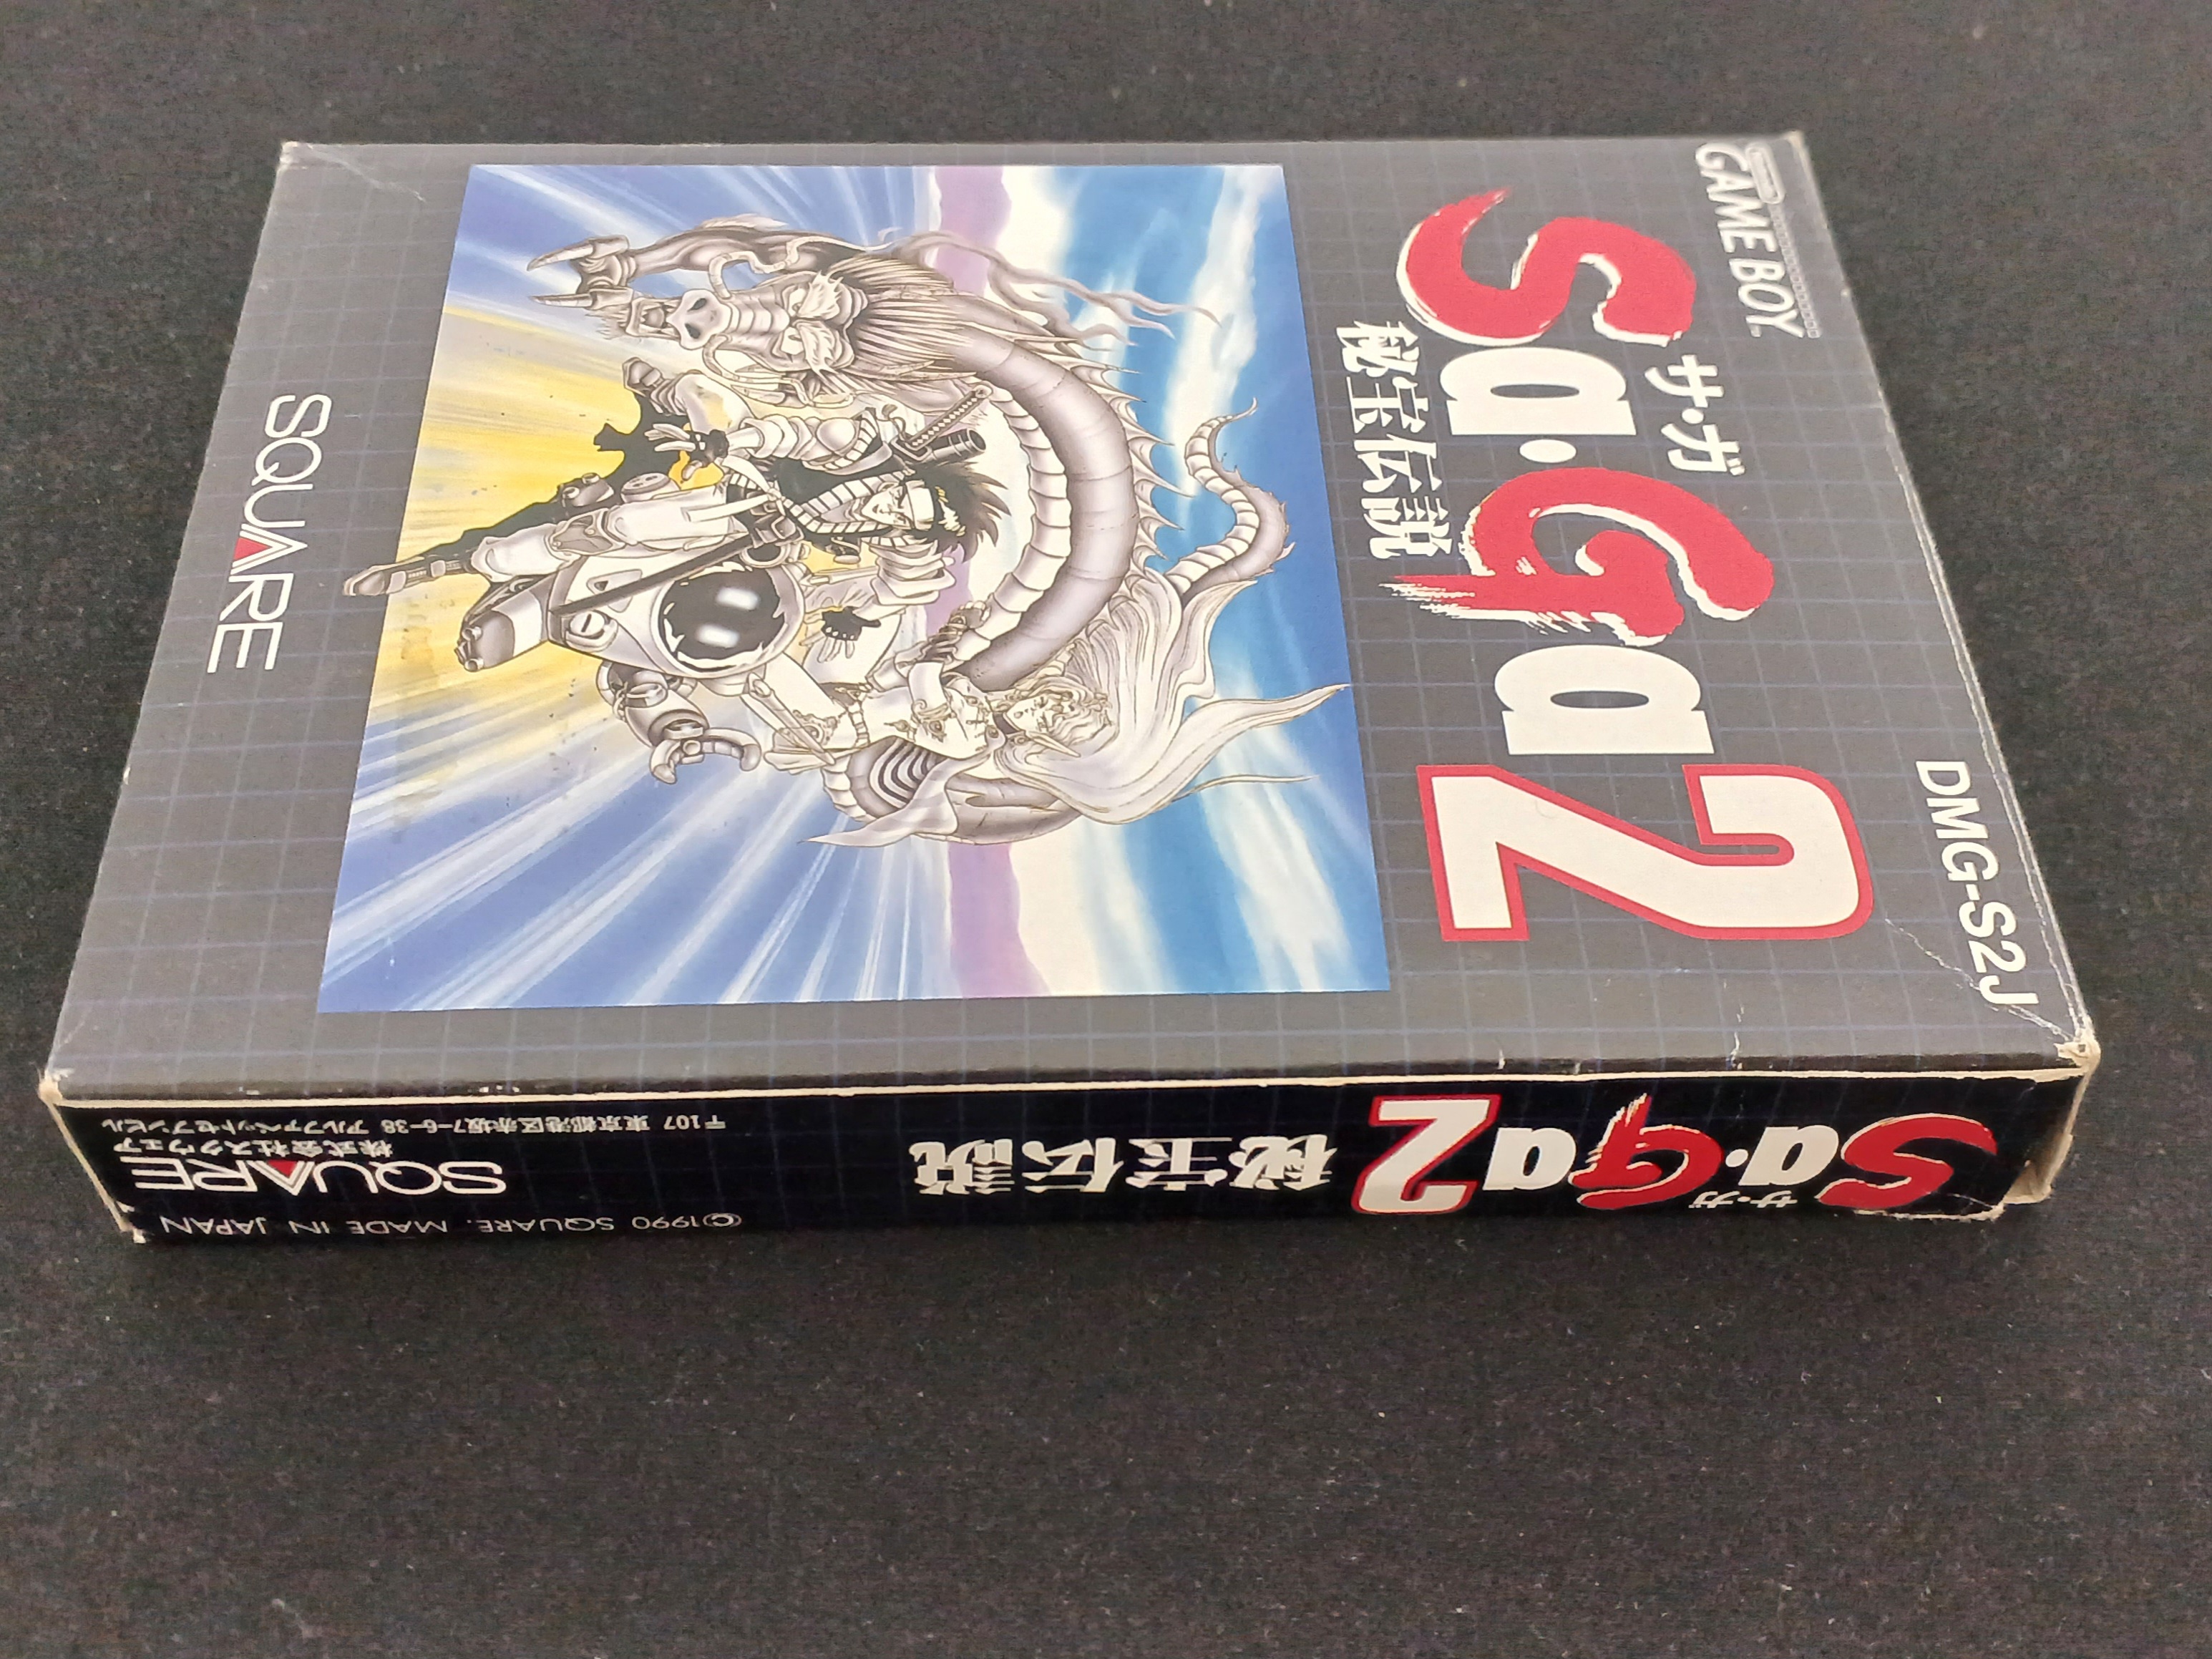 Nintendo
GAME BOY
DMG-S2J
サ・ガ
Sa・Ga2
秘宝伝説
SQUARE
サ・ガ
Sa・Ga2 秘宝伝説
©1990 SQUARE. MADE IN JAPAN
SQUARE
株式会社スクウェア
〒107 東京都港区赤坂7-6-38 アルファベットセブンビル